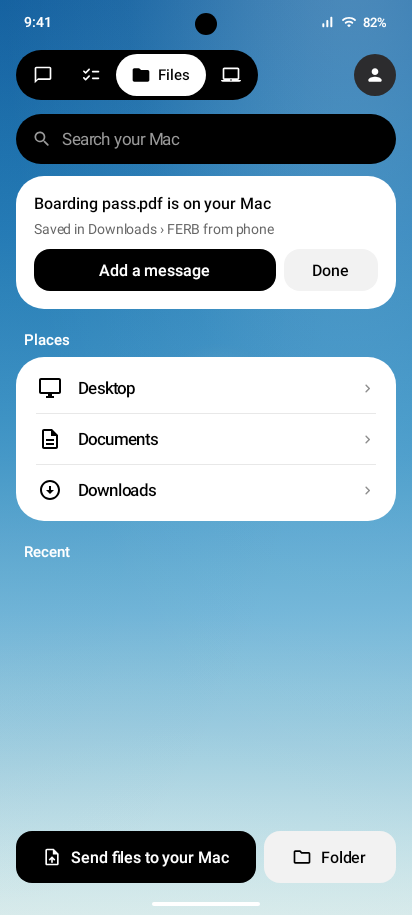 9:41
82%
Files
Search your Mac
Boarding pass.pdf is on your Mac
Saved in Downloads › FERB from phone
Add a message
Done
Places
Desktop
Documents
Downloads
Recent
Send files to your Mac
Folder